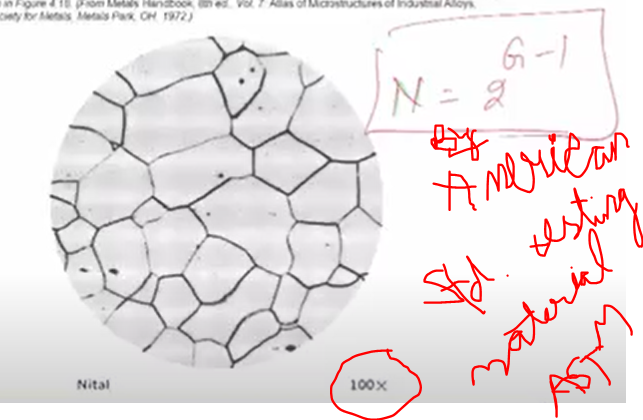 in Figure 4.18. (From Metals Handbook, 8th ed., Vol. 7: Atlas of Microstructures of Industrial Alloys,
ociety for Metals, Metals Park, OH, 1972.)
N = 2^G-1
By
American
Std. testing
material
ASTM
Nital
100×